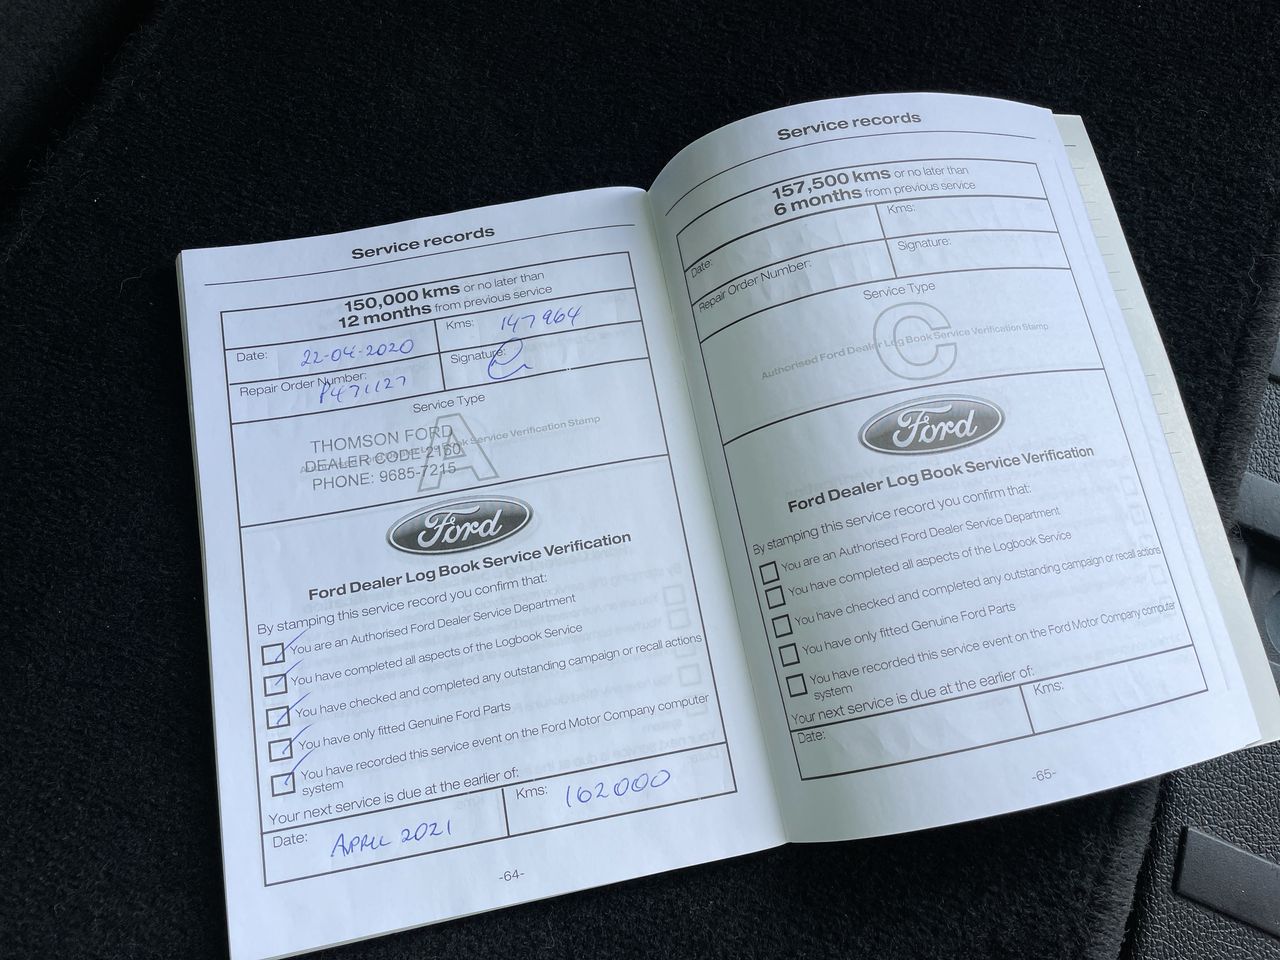 Service records
150,000 kms or no later than
12 months from previous service
Date: 22-04-2020
Kms: 147964
Repair Order Number: P471127
Signature:
Service Type
A
THOMSON FORD
DEALER CODE 2150
PHONE: 9685-7215
Book Service Verification Stamp
Ford
Ford Dealer Log Book Service Verification
By stamping this service record you confirm that:
You are an Authorised Ford Dealer Service Department
You have completed all aspects of the Logbook Service
You have checked and completed any outstanding campaign or recall actions
You have only fitted Genuine Ford Parts
You have recorded this service event on the Ford Motor Company computer
system
Your next service is due at the earlier of:
Date: APRIL 2021
Kms: 162000
-64-
Service records
157,500 kms or no later than
6 months from previous service
Date:
Kms:
Repair Order Number:
Signature:
Service Type
C
Authorised Ford Dealer Log Book Service Verification Stamp
Ford
Ford Dealer Log Book Service Verification
By stamping this service record you confirm that:
You are an Authorised Ford Dealer Service Department
You have completed all aspects of the Logbook Service
You have checked and completed any outstanding campaign or recall actions
You have only fitted Genuine Ford Parts
You have recorded this service event on the Ford Motor Company computer
system
Your next service is due at the earlier of:
Date:
Kms:
-65-